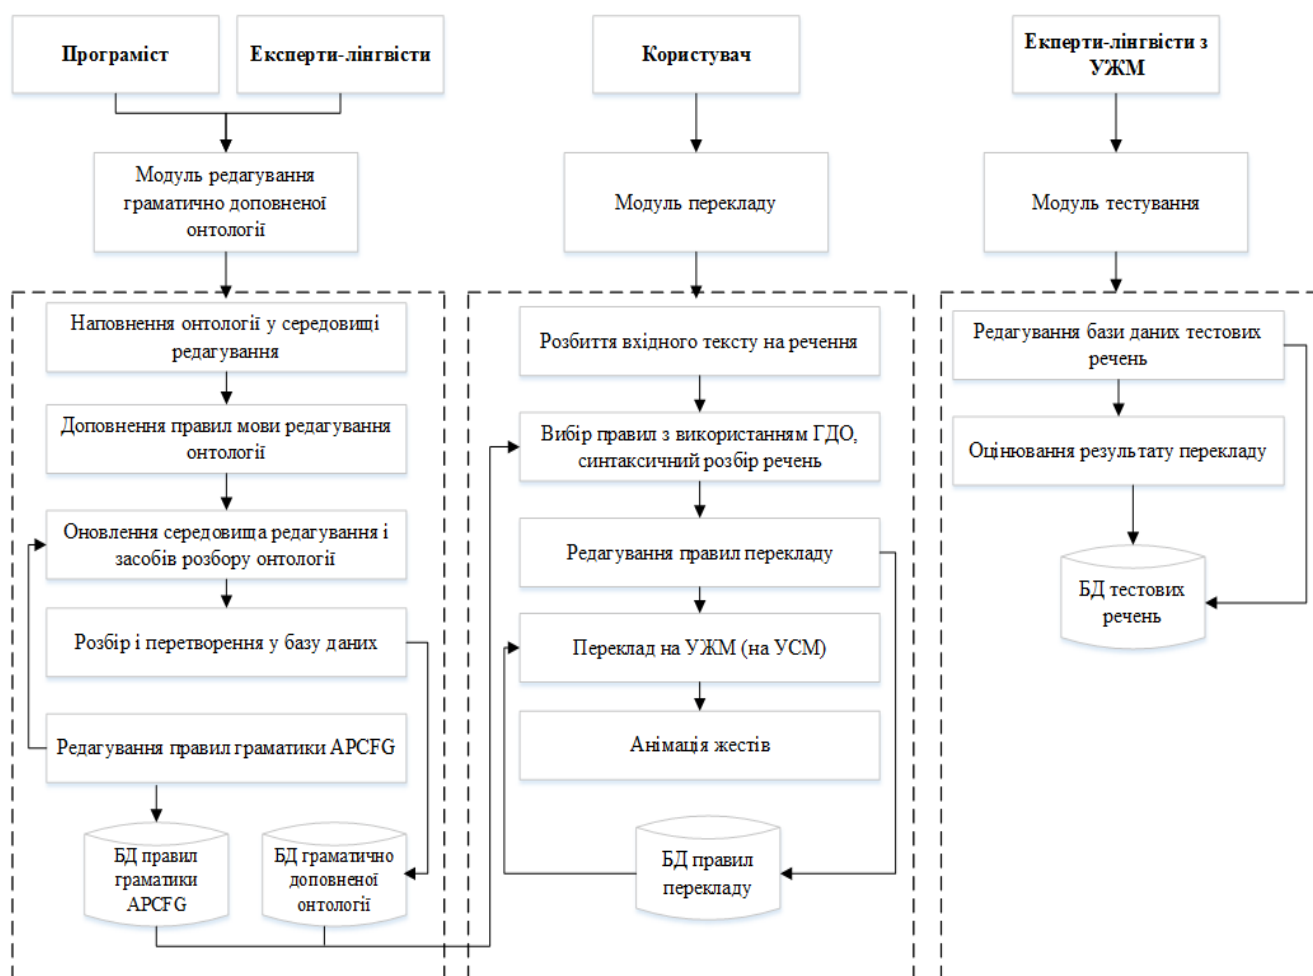 Програміст
Експерти-лінгвісти
Користувач
Екперти-лінгвісти з
УЖМ
Модуль редагування
граматично доповненої
онтології
Модуль перекладу
Модуль тестування
Наповнення онтології у середовищі
редагування
Доповнення правил мови редагування
онтології
Оновлення середовища редагування і
засобів розбору онтології
Розбір і перетворення у базу даних
Редагування правил граматики APCFG
БД правил
граматики
APCFG
БД граматично
доповненої
онтології
Розбиття вхідного тексту на речення
Вибір правил з використанням ГДО,
синтаксичний розбір речень
Редагування правил перекладу
Переклад на УЖМ (на УСМ)
Анімація жестів
БД правил
перекладу
Редагування бази даних тестових
речень
Оцінювання результату перекладу
БД тестових
речень